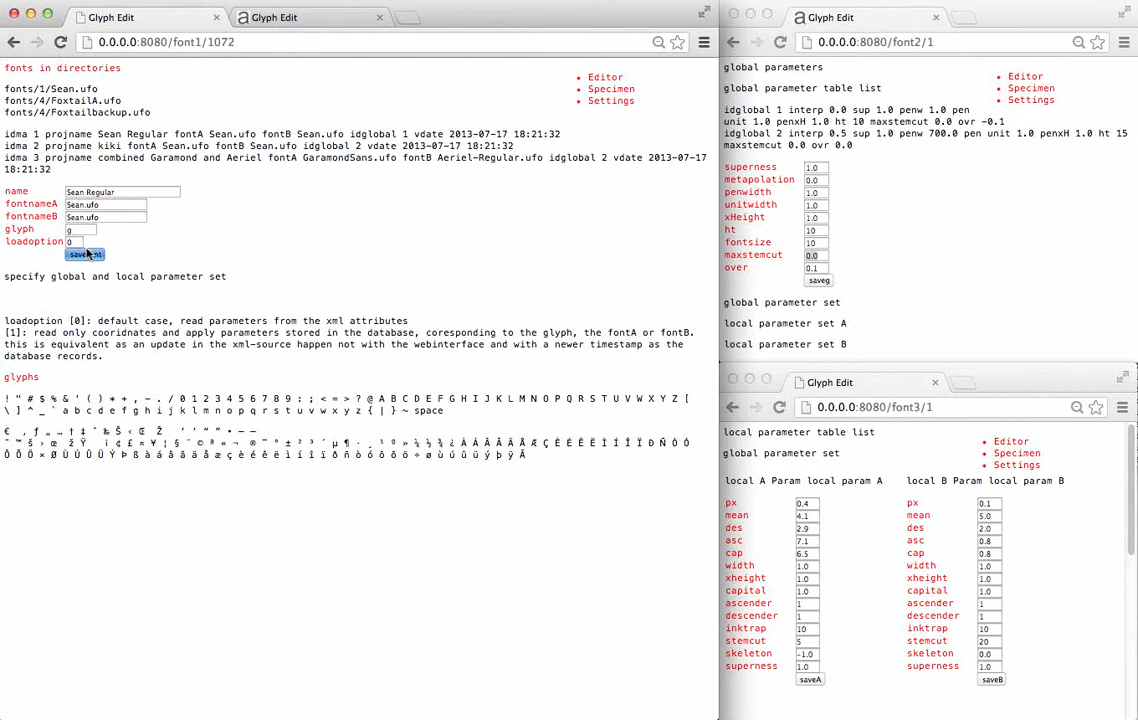 Glyph Edit
Glyph Edit
0.0.0.0:8080/font1/1072
fonts in directories
Editor
Specimen
Settings
fonts/1/Sean.ufo
fonts/4/FoxtailA.ufo
fonts/4/Foxtailbackup.ufo
idma 1 projname Sean Regular fontA Sean.ufo fontB Sean.ufo idglobal 1 vdate 2013-07-17 18:21:32
idma 2 projname kiki fontA Sean.ufo fontB Sean.ufo idglobal 2 vdate 2013-07-17 18:21:32
idma 3 projname combined Garamond and Aeriel fontA GaramondSans.ufo fontB Aeriel-Regular.ufo idglobal 2 vdate 2013-07-17
18:21:32
name Sean Regular
fontnameA Sean.ufo
fontnameB Sean.ufo
glyph g
loadoption 0
specify global and local parameter set
loadoption [0]: default case, read parameters from the xml attributes
[1]: read only cooridnates and apply parameters stored in the database, coresponding to the glyph, the fontA or fontB.
this is equivalent as an update in the xml-source happen not with the webinterface and with a newer timestamp as the
database records.
glyphs
! " # $ % & ' ( ) * + , - . / 0 1 2 3 4 5 6 7 8 9 : ; < = > ? @ A B C D E F G H I J K L M N O P Q R S T U V W X Y Z [
\ ] ^ _ ` a b c d e f g h i j k l m n o p q r s t u v w x y z { | } ~ space
Glyph Edit
0.0.0.0:8080/font2/1
global parameters
Editor
Specimen
Settings
global parameter table list
idglobal 1 interp 0.0 sup 1.0 penw 1.0 pen
unit 1.0 penxH 1.0 ht 10 maxstemcut 0.0 ovr -0.1
idglobal 2 interp 0.5 sup 1.0 penw 700.0 pen unit 1.0 penxH 1.0 ht 15
maxstemcut 0.0 ovr 0.0
superness 1.0
metapolation 0.0
penwidth 1.0
unitwidth 1.0
xHeight 1.0
ht 10
fontsize 10
maxstemcut 0.0
over 0.1
saveg
global parameter set
local parameter set A
local parameter set B
Glyph Edit
0.0.0.0:8080/font3/1
local parameter table list
Editor
Specimen
Settings
global parameter set
local A Param local param A local B Param local param B
px 0.4 px 0.1
mean 4.1 mean 5.0
des 2.9 des 2.0
asc 7.1 asc 0.8
cap 6.5 cap 0.8
width 1.0 width 1.0
xheight 1.0 xheight 1.0
capital 1.0 capital 1.0
ascender 1 ascender 1
descender 1 descender 1
inktrap 10 inktrap 10
stemcut 5 stemcut 20
skeleton -1.0 skeleton 0.0
superness 1.0 superness 1.0
saveA saveB